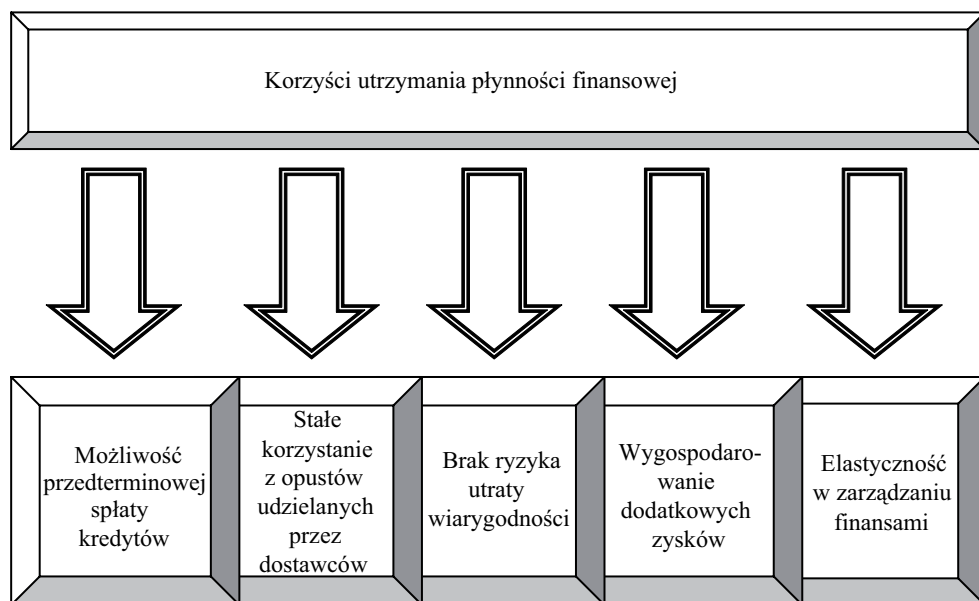 Korzyści utrzymania płynności finansowej
Możliwość
przedterminowej
spłaty
kredytów
Stałe
korzystanie
z opustów
udzielanych
przez
dostawców
Brak ryzyka
utraty
wiarygodności
Wygospodaro-
wanie
dodatkowych
zysków
Elastyczność
w zarządzaniu
finansami